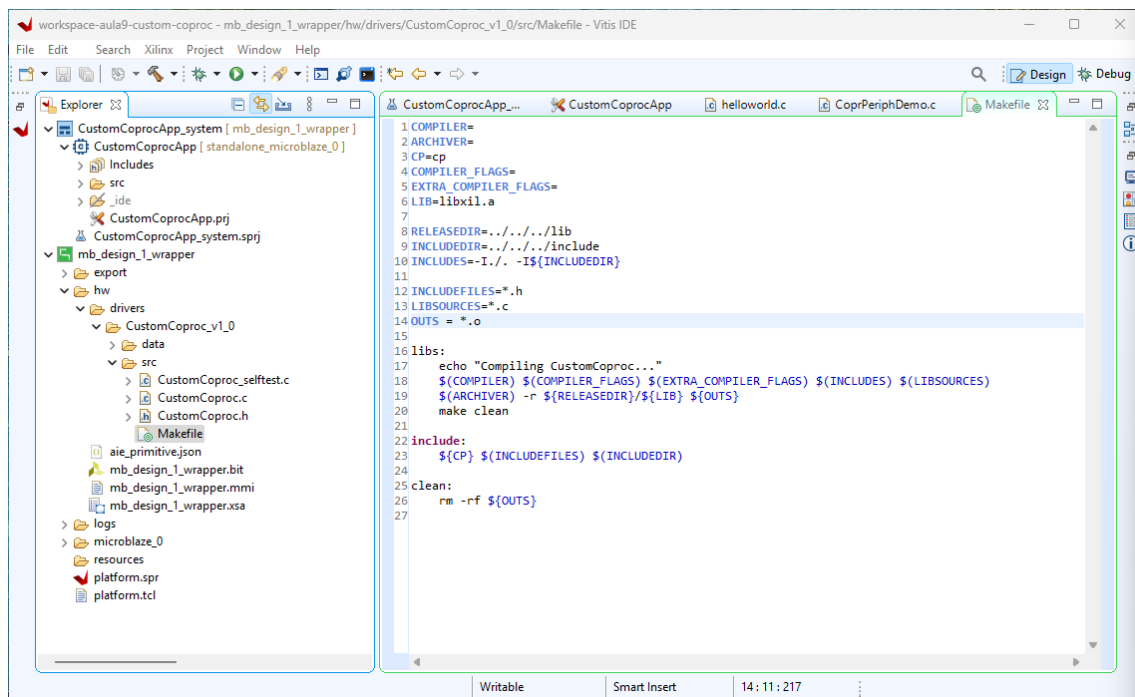 workspace-aula9-custom-coproc - mb_design_1_wrapper/hw/drivers/CustomCoproc_v1_0/src/Makefile - Vitis IDE
File Edit Search Xilinx Project Window Help
Design Debug
Explorer
CustomCoprocApp_system [ mb_design_1_wrapper ]
CustomCoprocApp [ standalone_microblaze_0 ]
Includes
src
_ide
CustomCoprocApp.prj
CustomCoprocApp_system.sprj
mb_design_1_wrapper
export
hw
drivers
CustomCoproc_v1_0
data
src
CustomCoproc_selftest.c
CustomCoproc.c
CustomCoproc.h
Makefile
aie_primitive.json
mb_design_1_wrapper.bit
mb_design_1_wrapper.mmi
mb_design_1_wrapper.xsa
logs
microblaze_0
resources
platform.spr
platform.tcl
CustomCoprocApp_... CustomCoprocApp helloworld.c CoprPeriphDemo.c Makefile
1 COMPILER=
2 ARCHIVER=
3 CP=cp
4 COMPILER_FLAGS=
5 EXTRA_COMPILER_FLAGS=
6 LIB=libxil.a
7
8 RELEASEDIR=../../../lib
9 INCLUDEDIR=../../../include
10 INCLUDES=-I./. -I${INCLUDEDIR}
11
12 INCLUDEFILES=*.h
13 LIBSOURCES=*.c
14 OUTS = *.o
15
16 libs:
17 echo "Compiling CustomCoproc..."
18 $(COMPILER) $(COMPILER_FLAGS) $(EXTRA_COMPILER_FLAGS) $(INCLUDES) $(LIBSOURCES)
19 $(ARCHIVER) -r ${RELEASEDIR}/${LIB} ${OUTS}
20 make clean
21
22 include:
23 ${CP} $(INCLUDEFILES) $(INCLUDEDIR)
24
25 clean:
26 rm -rf ${OUTS}
27
Writable Smart Insert 14 : 11 : 217